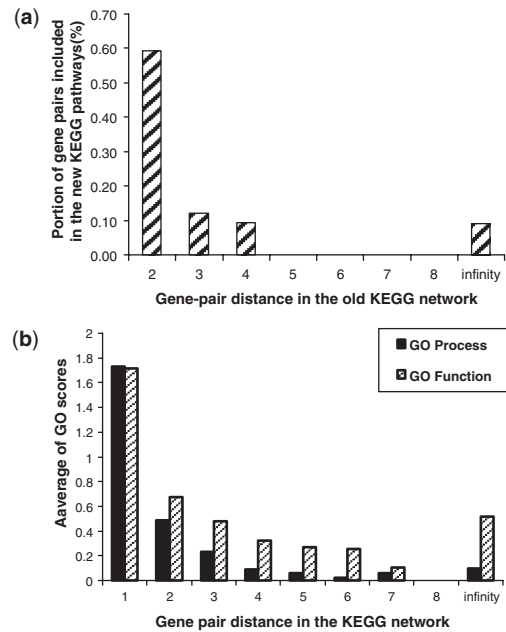 (a)
Portion of gene pairs included
in the new KEGG pathways(%)
0.70
0.60
0.50
0.40
0.30
0.20
0.10
0.00
2 3 4 5 6 7 8 infinity
Gene-pair distance in the old KEGG network
(b)
Aaverage of GO scores
2
1.8
1.6
1.4
1.2
1
0.8
0.6
0.4
0.2
0
GO Process
GO Function
1 2 3 4 5 6 7 8 infinity
Gene pair distance in the KEGG network